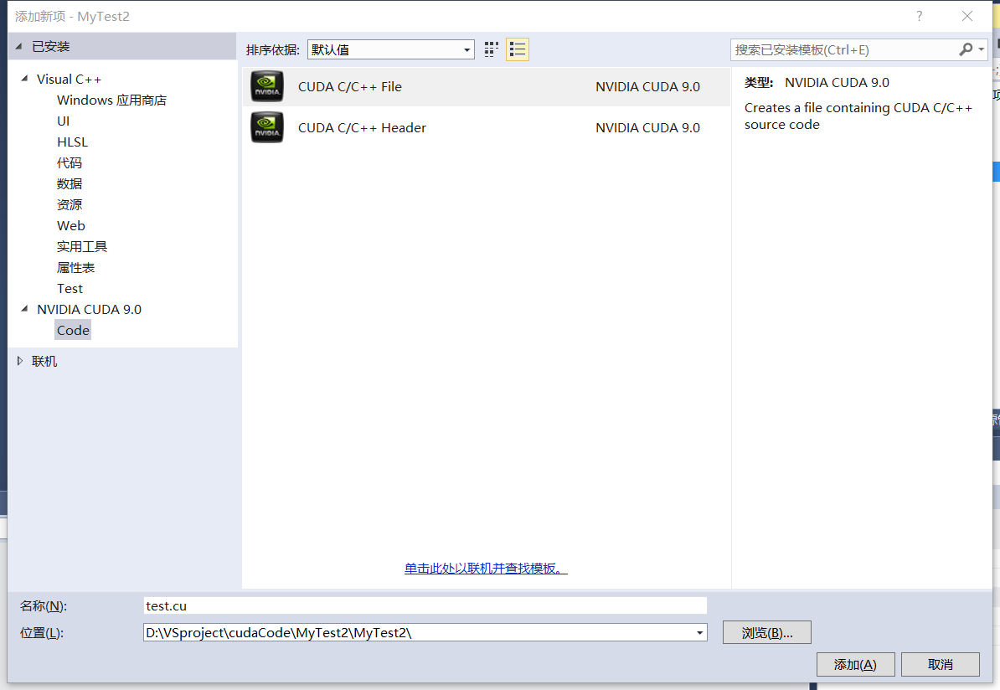 添加新项 - MyTest2
?
已安装
排序依据:
默认值
搜索已安装模板(Ctrl+E)
Visual C++
Windows 应用商店
UI
HLSL
代码
数据
资源
Web
实用工具
属性表
Test
NVIDIA CUDA 9.0
Code
联机
NVIDIA.
CUDA C/C++ File
NVIDIA CUDA 9.0
NVIDIA.
CUDA C/C++ Header
NVIDIA CUDA 9.0
类型: NVIDIA CUDA 9.0
Creates a file containing CUDA C/C++
source code
单击此处以联机并查找模板。
名称(N):
test.cu
位置(L):
D:\VSproject\cudaCode\MyTest2\MyTest2\
浏览(B)...
添加(A)
取消